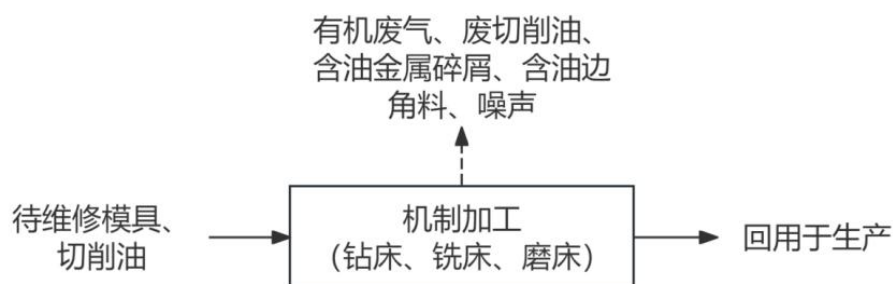 有机废气、废切削油、
含油金属碎屑、含油边
角料、噪声
待维修模具、
切削油
机制加工
（钻床、铣床、磨床）
回用于生产